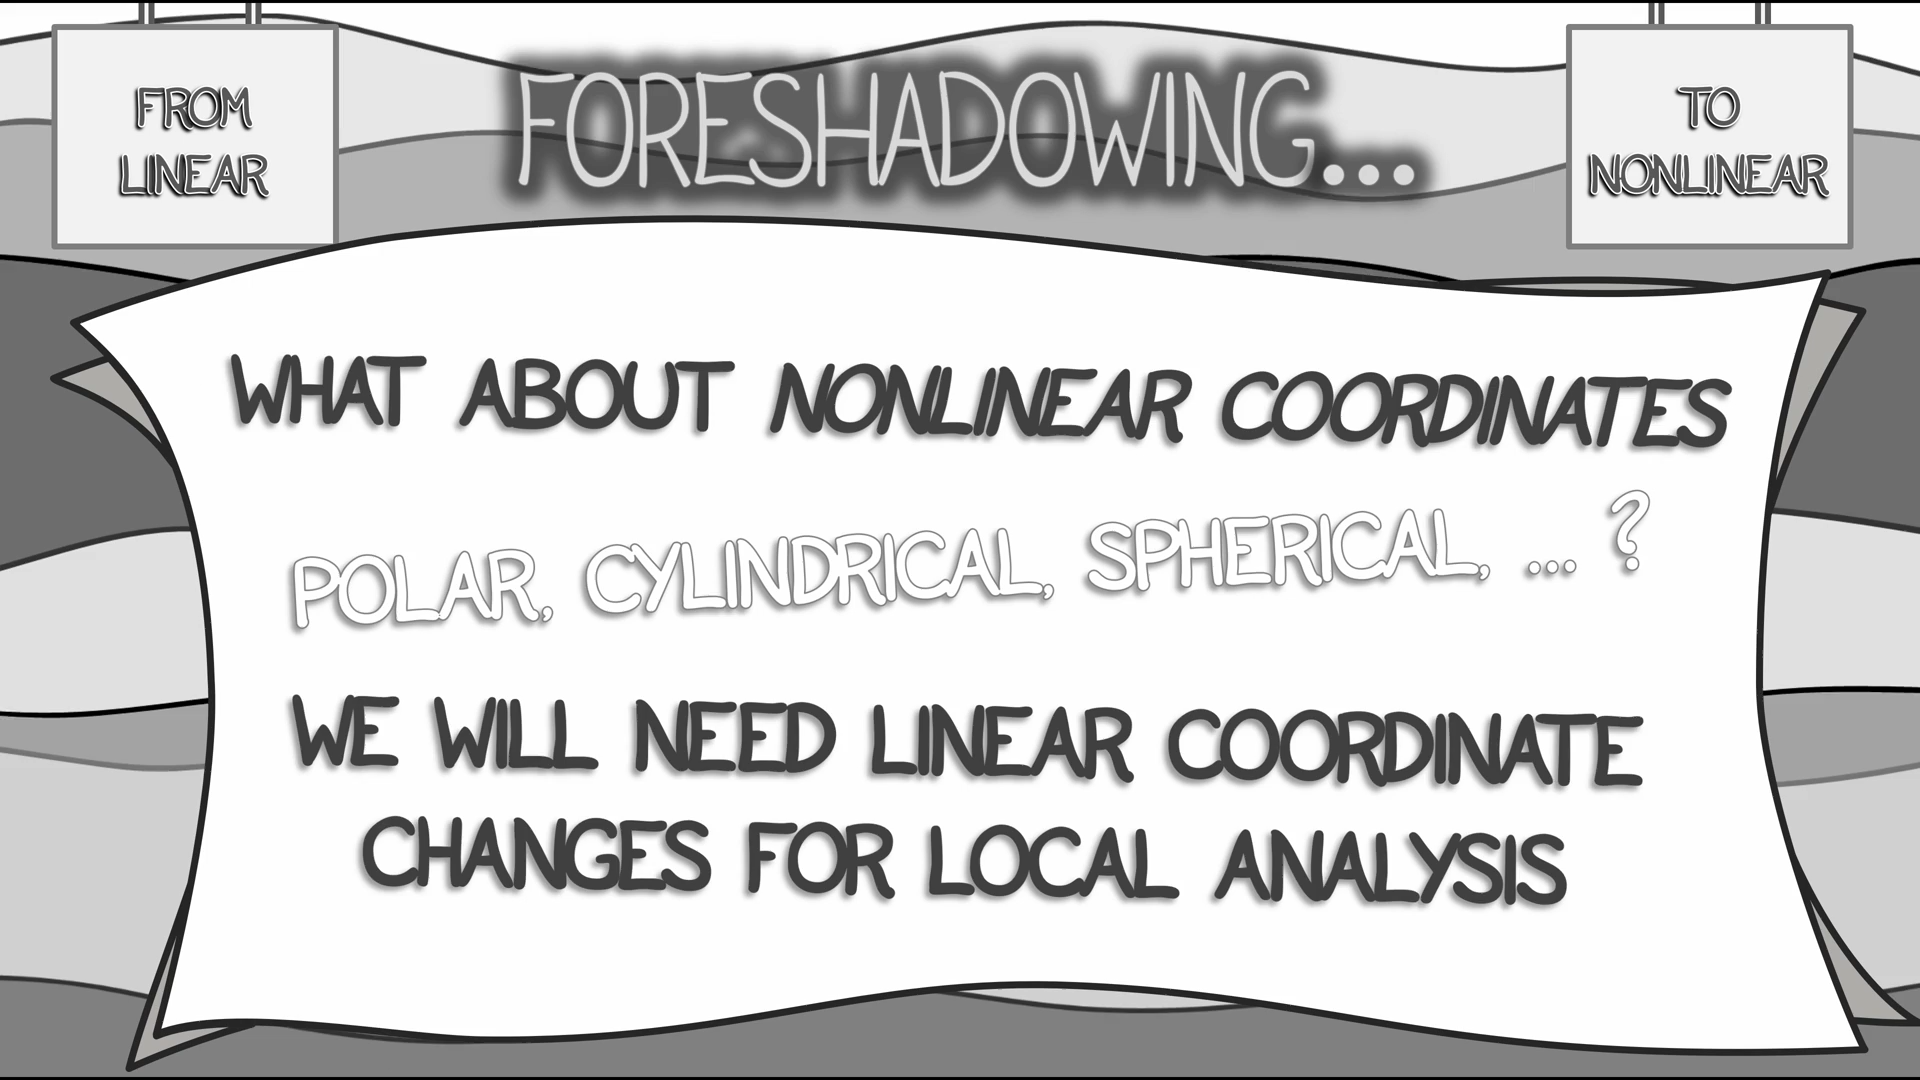 FROM
LINEAR
FORESHADOWING...
TO
NONLINEAR
WHAT ABOUT NONLINEAR COORDINATES
POLAR, CYLINDRICAL, SPHERICAL, ... ?
WE WILL NEED LINEAR COORDINATE
CHANGES FOR LOCAL ANALYSIS